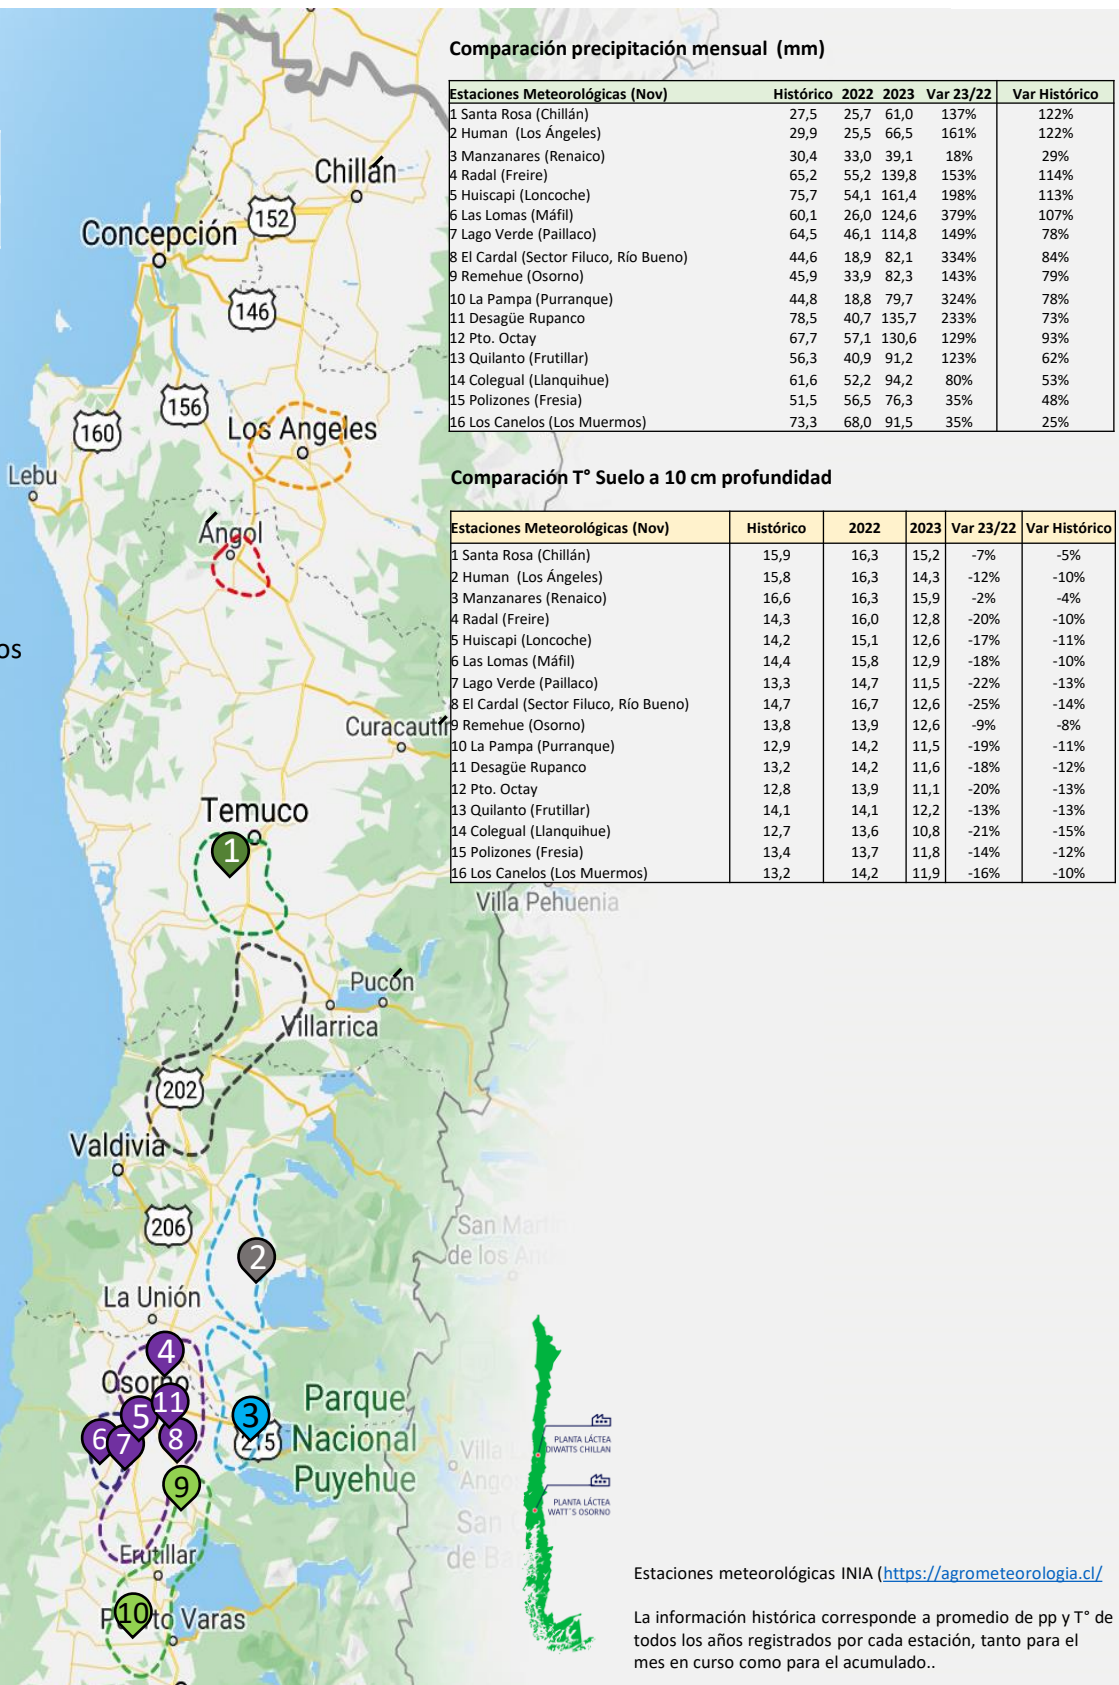 Comparación precipitación mensual (mm)
Estaciones Meteorológicas (Nov) Histórico 2022 2023 Var 23/22 Var Histórico
1 Santa Rosa (Chillán) 27,5 25,7 61,0 137% 122%
2 Human (Los Ángeles) 29,9 25,5 66,5 161% 122%
3 Manzanares (Renaico) 30,4 33,0 39,1 18% 29%
4 Radal (Freire) 65,2 55,2 139,8 153% 114%
5 Huiscapi (Loncoche) 75,7 54,1 161,4 198% 113%
6 Las Lomas (Máfil) 60,1 26,0 124,6 379% 107%
7 Lago Verde (Paillaco) 64,5 46,1 114,8 149% 78%
8 El Cardal (Sector Filuco, Río Bueno) 44,6 18,9 82,1 334% 84%
9 Remehue (Osorno) 45,9 33,9 82,3 143% 79%
10 La Pampa (Purranque) 44,8 18,8 79,7 324% 78%
11 Desagüe Rupanco 78,5 40,7 135,7 233% 73%
12 Pto. Octay 67,7 57,1 130,6 129% 93%
13 Quilanto (Frutillar) 56,3 40,9 91,2 123% 62%
14 Colegual (Llanquihue) 61,6 52,2 94,2 80% 53%
15 Polizones (Fresia) 51,5 56,5 76,3 35% 48%
16 Los Canelos (Los Muermos) 73,3 68,0 91,5 35% 25%
Comparación T° Suelo a 10 cm profundidad
Estaciones Meteorológicas (Nov) Histórico 2022 2023 Var 23/22 Var Histórico
1 Santa Rosa (Chillán) 15,9 16,3 15,2 -7% -5%
2 Human (Los Ángeles) 15,8 16,3 14,3 -12% -10%
3 Manzanares (Renaico) 16,6 16,3 15,9 -2% -4%
4 Radal (Freire) 14,3 16,0 12,8 -20% -10%
5 Huiscapi (Loncoche) 14,2 15,1 12,6 -17% -11%
6 Las Lomas (Máfil) 14,4 15,8 12,9 -18% -10%
7 Lago Verde (Paillaco) 13,3 14,7 11,5 -22% -13%
8 El Cardal (Sector Filuco, Río Bueno) 14,7 16,7 12,6 -25% -14%
9 Remehue (Osorno) 13,8 13,9 12,6 -9% -8%
10 La Pampa (Purranque) 12,9 14,2 11,5 -19% -11%
11 Desagüe Rupanco 13,2 14,2 11,6 -18% -12%
12 Pto. Octay 12,8 13,9 11,1 -20% -13%
13 Quilanto (Frutillar) 14,1 14,1 12,2 -13% -13%
14 Colegual (Llanquihue) 12,7 13,6 10,8 -21% -15%
15 Polizones (Fresia) 13,4 13,7 11,8 -14% -12%
16 Los Canelos (Los Muermos) 13,2 14,2 11,9 -16% -10%
Chillán
152
Concepción
146
156
160
Los Angeles
Lebu
Angol
os
Curacautín
Temuco
1
Villa Pehuenia
Pucón
Villarrica
202
Valdivia
206
San Martín
de los Andes
2
La Unión
4
Osorno
11
5
3
6
7
8
215
Parque
Nacional
Puyehue
9
Frutillar
10
Puerto Varas
PLANTA LÁCTEA
DIWATTS CHILLAN
PLANTA LÁCTEA
WATT´S OSORNO
Estaciones meteorológicas INIA (https://agrometeorologia.cl/
La información histórica corresponde a promedio de pp y T° de
todos los años registrados por cada estación, tanto para el
mes en curso como para el acumulado..